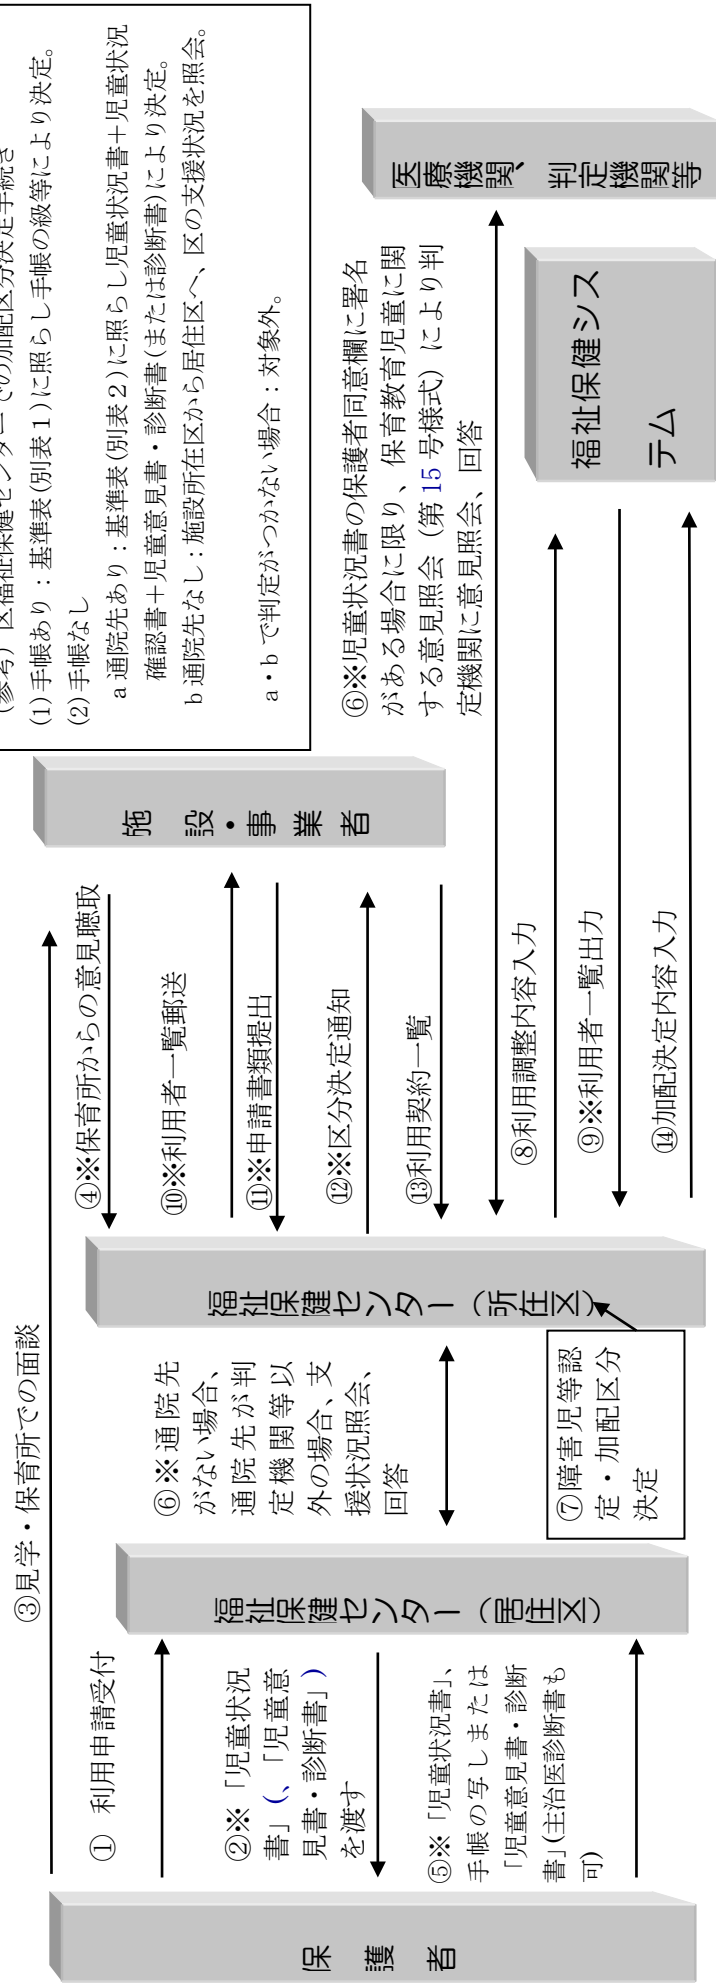 (参考）区福祉保健センターでの加配区分決定手続き
(1)手帳あり：基準表(別表１)に照らし手帳の級等により決定。
(2)手帳なし
a 通院先あり：基準表(別表２)に照らし児童状況書＋児童状況
確認書＋児童意見書・診断書(または診断書)により決定。
b 通院先なし：施設所在区から居住区へ、区の支援状況を照会。
a・b で判定がつかない場合：対象外。
③見学・保育所での面談
① 利用申請受付
②※「児童状況
書」（、「児童意
見書・診断書」）
を渡す
⑤※「児童状況書」、
手帳の写しまたは
「児童意見書・診断
書」(主治医診断書も
可)
保護者
福祉保健センター（居住区）
⑥※通院先
がない場合、
通院先が判
定機関等以
外の場合、支
援状況照会、
回答
⑦障害児等認
定・加配区分
決定
福祉保健センター（所在区）
④※保育所からの意見聴取
⑩※利用者一覧郵送
⑪※申請書類提出
⑫※区分決定通知
⑬利用契約一覧
施設・事業者
⑥※児童状況書の保護者同意欄に署名
がある場合に限り、保育教育児童に関
する意見照会（第 15 号様式）により判
定機関に意見照会、回答
⑧利用調整内容入力
⑨※利用者一覧出力
⑭加配決定内容入力
医療機関、判定機関等
福祉保健シス
テム